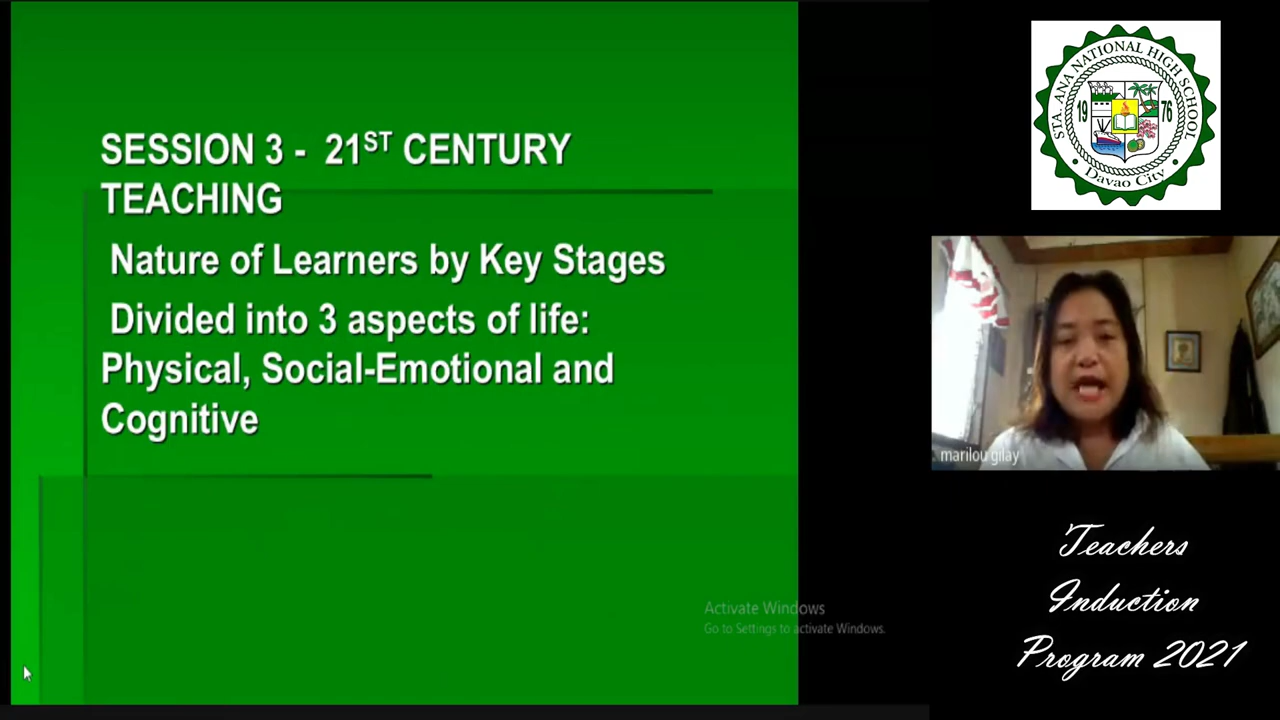 SESSION 3 - 21ST CENTURY
TEACHING
Nature of Learners by Key Stages
Divided into 3 aspects of life:
Physical, Social-Emotional and
Cognitive
Activate Windows
Go to Settings to activate Windows.
STA. ANA NATIONAL HIGH SCHOOL
19 76
Davao City
marilou gilay
Teachers
Induction
Program 2021